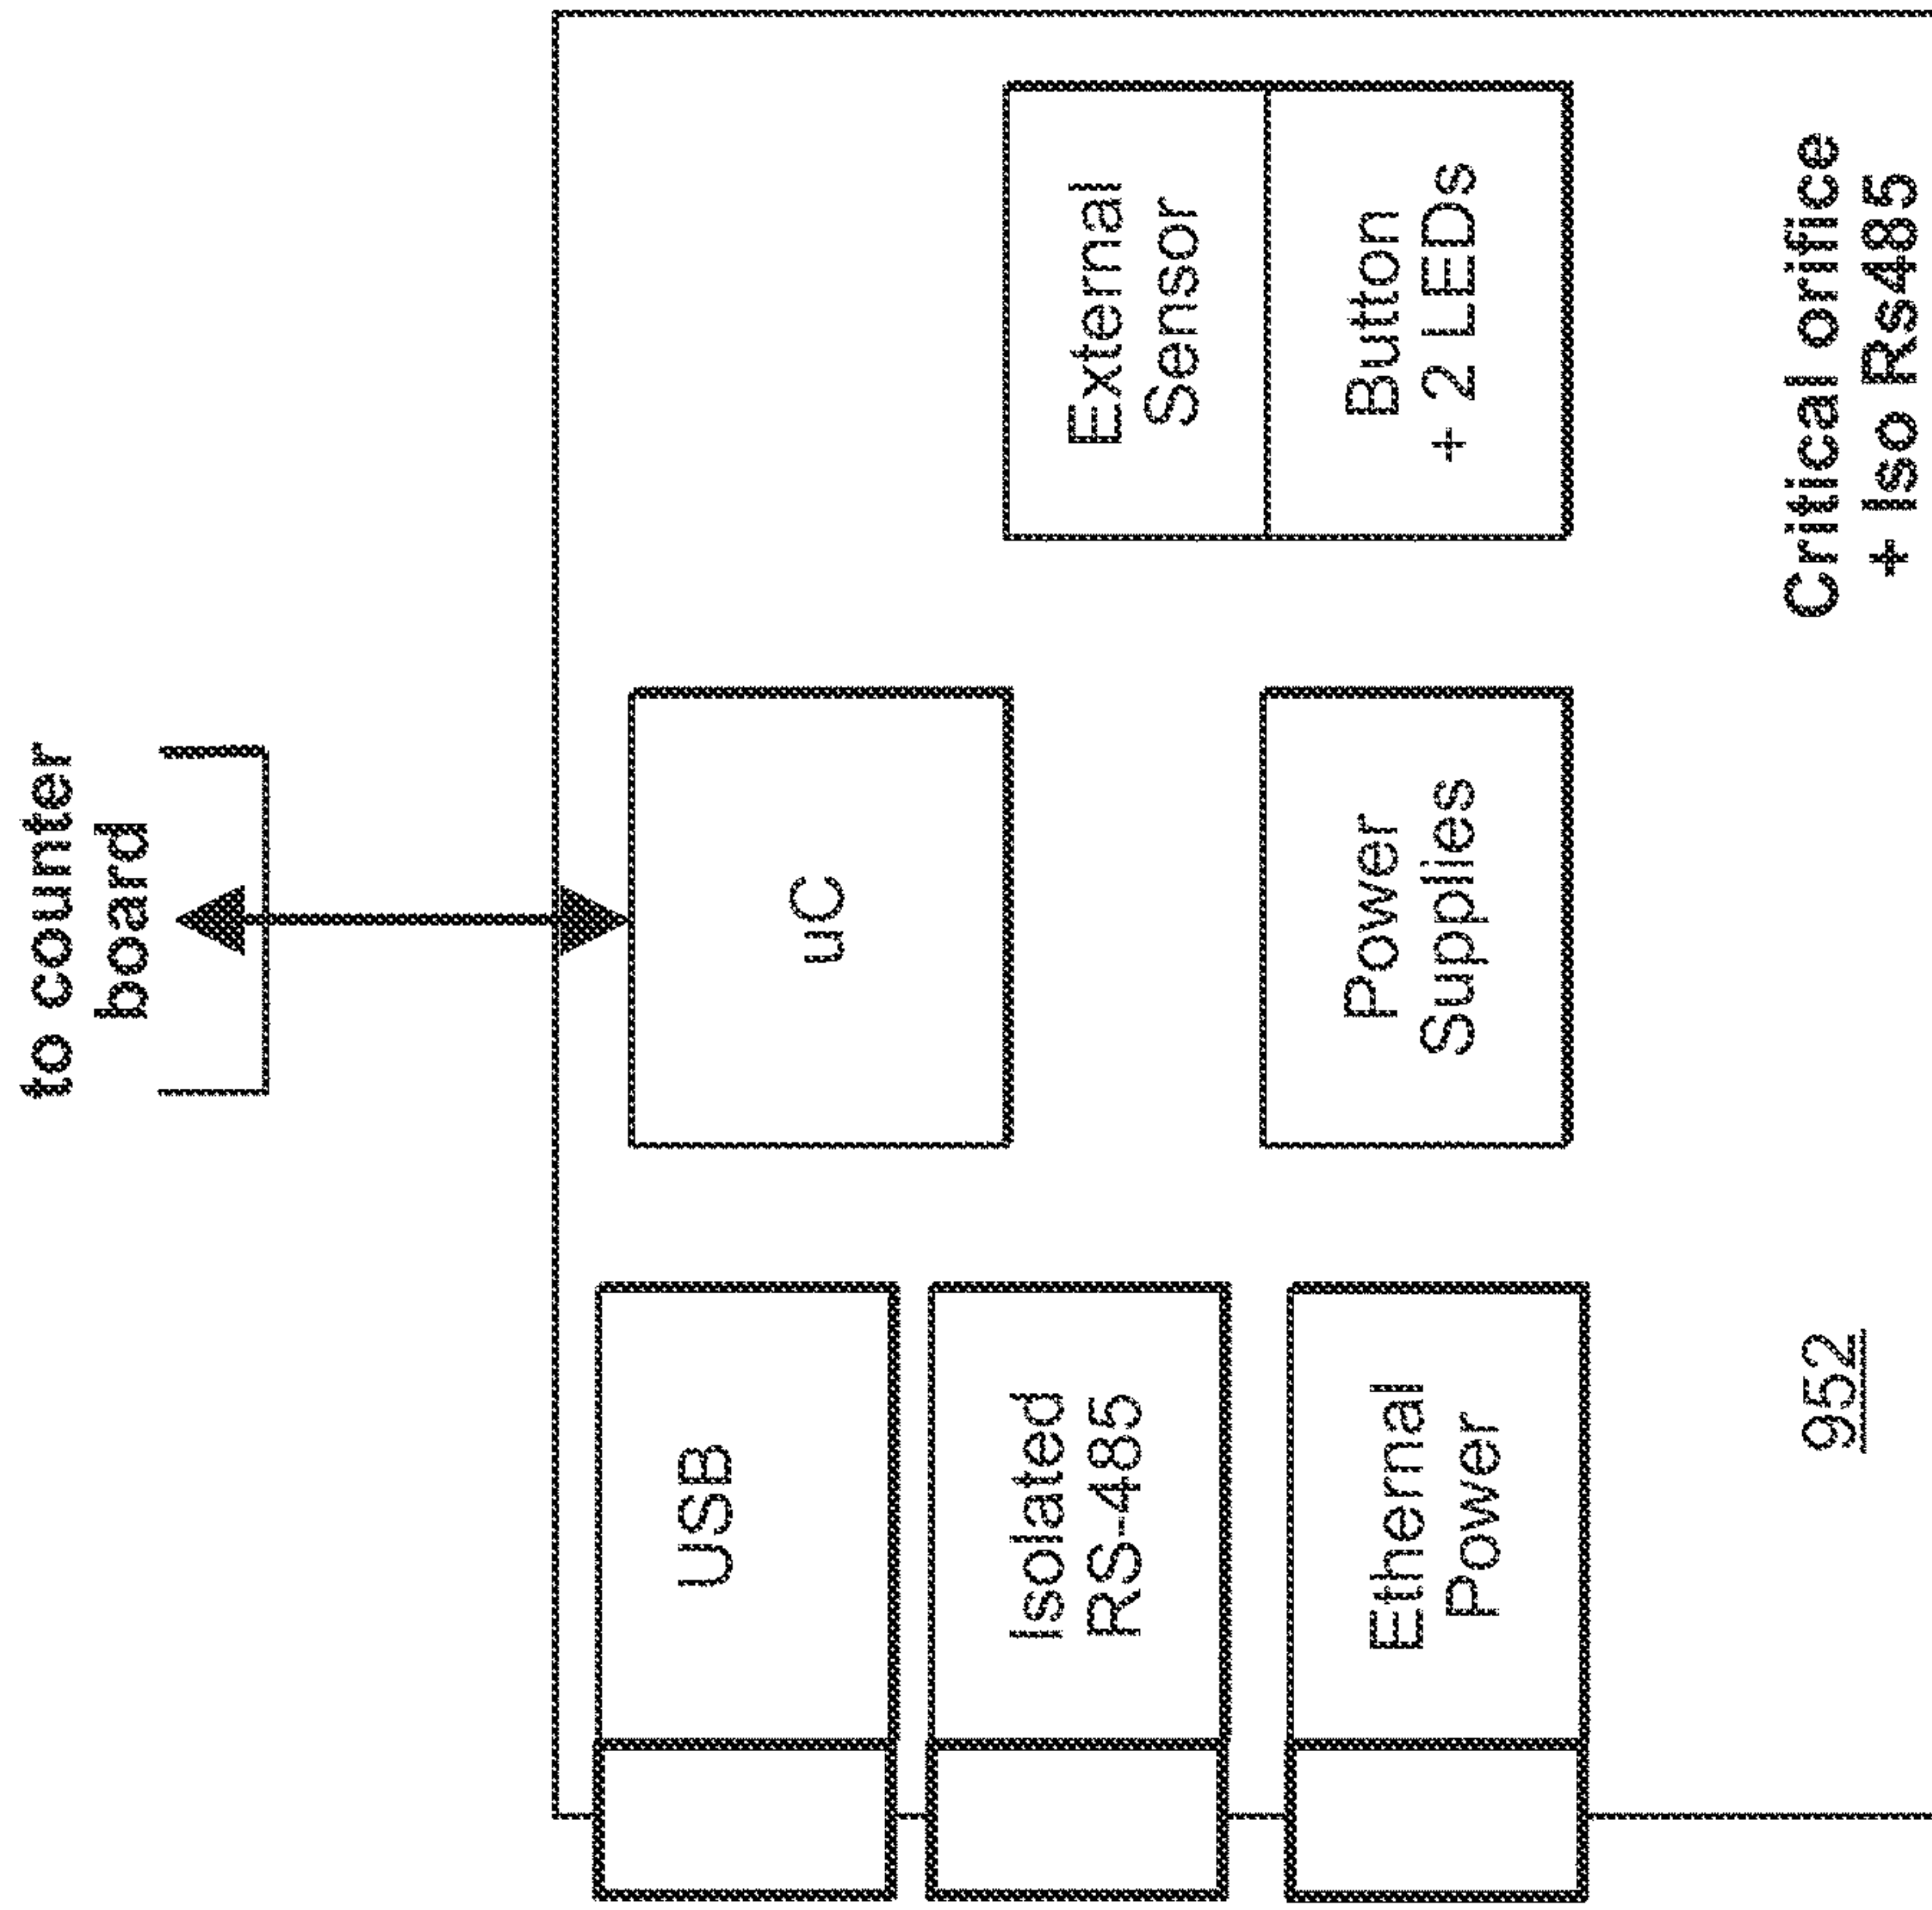 to counter
board
USB
Isolated
RS-485
Ethernal
Power
uC
Power
Supplies
External
Sensor
Button
+ 2 LEDs
952
Critical orifice
+ Iso Rs485